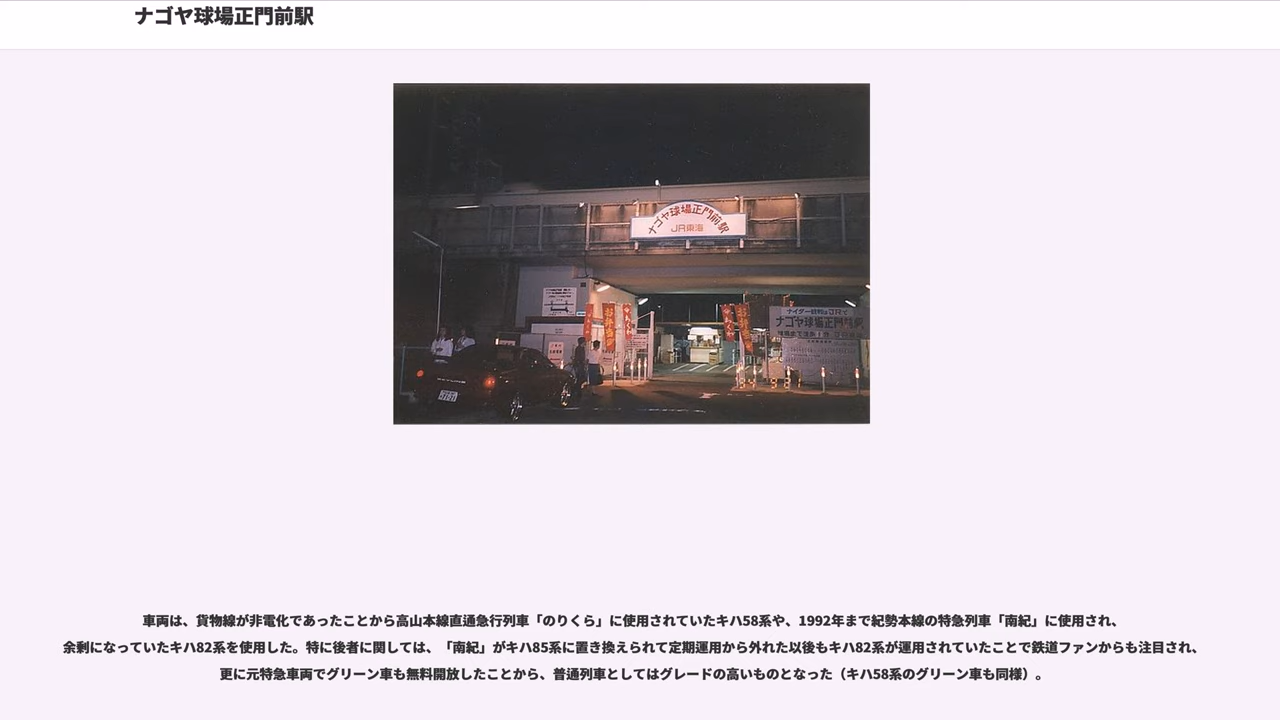 ナゴヤ球場正門前駅
ナゴヤ球場正門前駅
JR東海
ナイター観戦はJRで
ナゴヤ球場正門前駅
車両は、貨物線が非電化であったことから高山本線直通急行列車「のりくら」に使用されていたキハ58系や、1992年まで紀勢本線の特急列車「南紀」に使用され、
余剰になっていたキハ82系を使用した。特に後者に関しては、「南紀」がキハ85系に置き換えられて定期運用から外れた以後もキハ82系が運用されていたことで鉄道ファンからも注目され、
更に元特急車両でグリーン車も無料開放したことから、普通列車としてはグレードの高いものとなった（キハ58系のグリーン車も同様）。